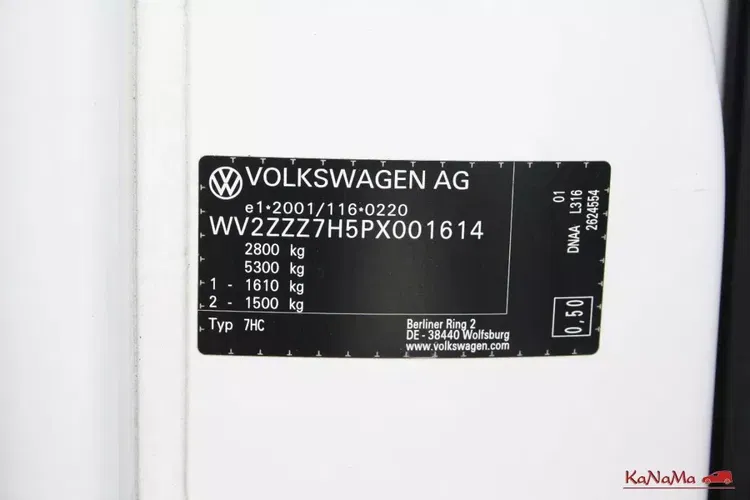 VOLKSWAGEN AG
e1*2001/116*0220
WV2ZZZ7H5PX001614
2800 kg
5300 kg
1 - 1610 kg
2 - 1500 kg
Typ 7HC
Berliner Ring 2
DE - 38440 Wolfsburg
www.volkswagen.com
01
DNAA L316
2624554
0,50
KaNaMa